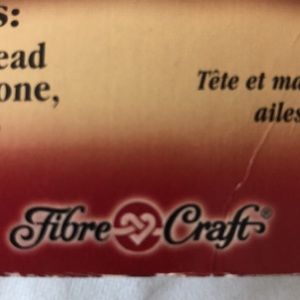 s:
ead
one,
Tête et ma
ailes
Fibre Craft®